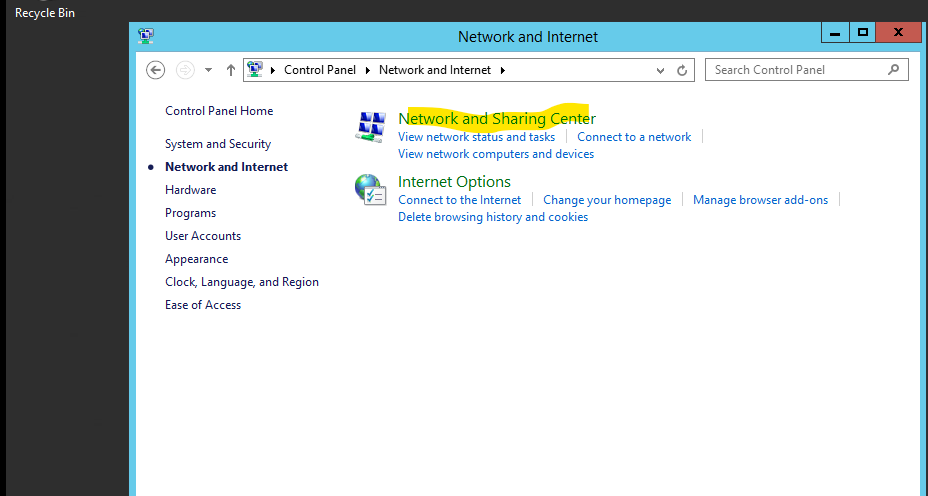 Recycle Bin
Network and Internet
Control Panel Network and Internet
Search Control Panel
Control Panel Home
System and Security
Network and Internet
Hardware
Programs
User Accounts
Appearance
Clock, Language, and Region
Ease of Access
Network and Sharing Center
View network status and tasks Connect to a network
View network computers and devices
Internet Options
Connect to the Internet Change your homepage Manage browser add-ons
Delete browsing history and cookies